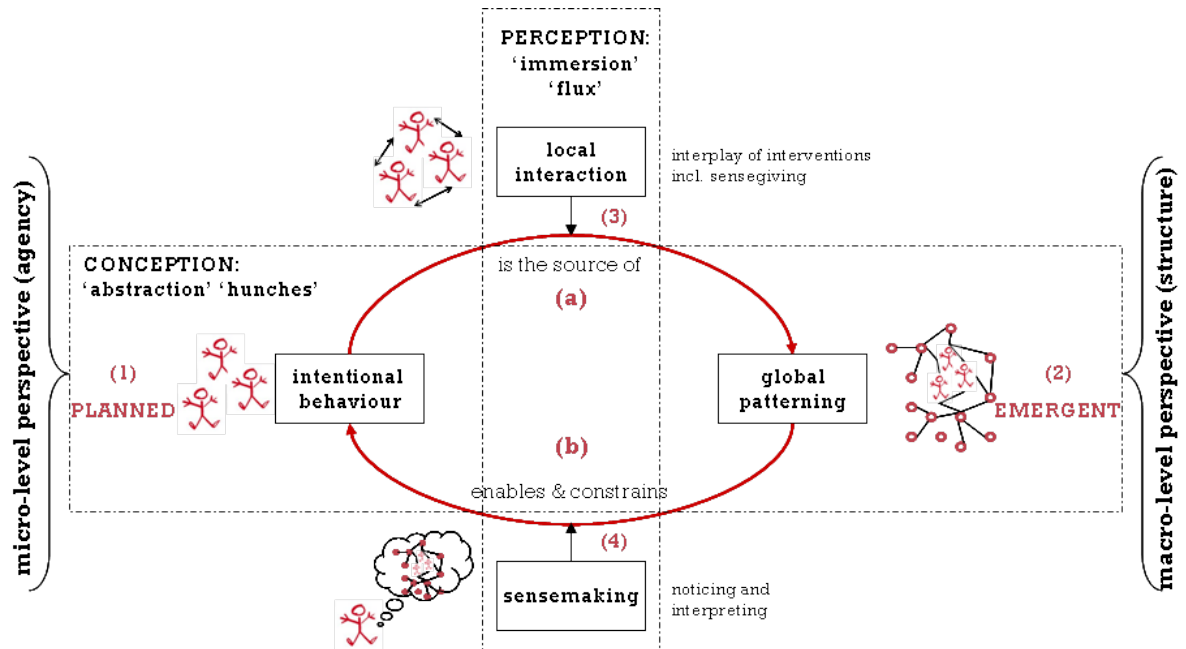 PERCEPTION:
‘immersion’
‘flux’
local
interaction
interplay of interventions
incl. sensegiving
(3)
micro-level perspective (agency)
macro-level perspective (structure)
CONCEPTION:
‘abstraction’ ‘hunches’
is the source of
(a)
(1)
PLANNED
intentional
behaviour
global
patterning
(2)
EMERGENT
(b)
enables & constrains
(4)
sensemaking
noticing and
interpreting